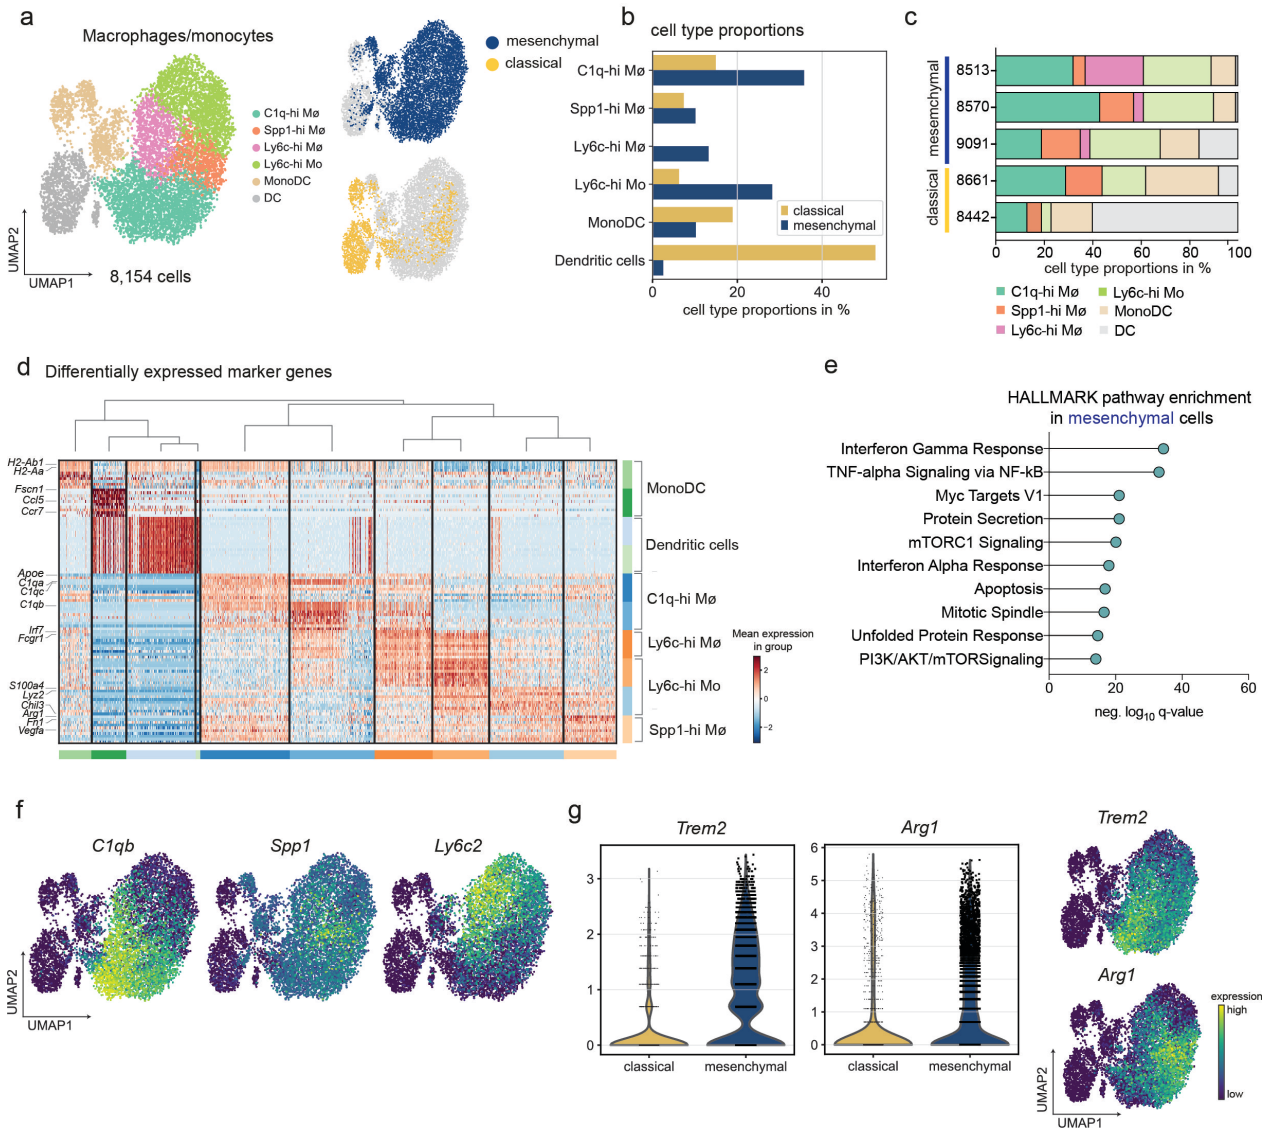 a
Macrophages/monocytes
C1q-hi Mø
Spp1-hi Mø
Ly6c-hi Mø
Ly6c-hi Mo
MonoDC
DC
UMAP2
UMAP1
8,154 cells
mesenchymal
classical
b
cell type proportions
C1q-hi Mø
Spp1-hi Mø
Ly6c-hi Mø
Ly6c-hi Mo
MonoDC
Dendritic cells
classical
mesenchymal
0 20 40
cell type proportions in %
c
mesemchymal
classical
8513
8570
9091
8661
8442
0 20 40 60 80 100
cell type proportions in %
C1q-hi Mø
Spp1-hi Mø
Ly6c-hi Mø
Ly6c-hi Mo
MonoDC
DC
d
Differentially expressed marker genes
H2-Ab1
H2-Aa
Fscn1
Ccl5
Ccr7
Apoe
C1qa
C1qc
C1qb
Irf7
Fcgr1
S100a4
Lyz2
Chil3
Arg1
Fn1
Vegfa
MonoDC
Dendritic cells
C1q-hi Mø
Ly6c-hi Mø
Ly6c-hi Mo
Spp1-hi Mø
Mean expression
in group
2
0
−2
e
HALLMARK pathway enrichment
in mesenchymal cells
Interferon Gamma Response
TNF-alpha Signaling via NF-kB
Myc Targets V1
Protein Secretion
mTORC1 Signaling
Interferon Alpha Response
Apoptosis
Mitotic Spindle
Unfolded Protein Response
PI3K/AKT/mTORSignaling
0 20 40 60
neg. log10 q-value
f
C1qb
Spp1
Ly6c2
UMAP2
UMAP1
g
Trem2
3
2
1
0
classical mesenchymal
Arg1
6
5
4
3
2
1
0
classical mesenchymal
Trem2
Arg1
expression
high
low
UMAP2
UMAP1